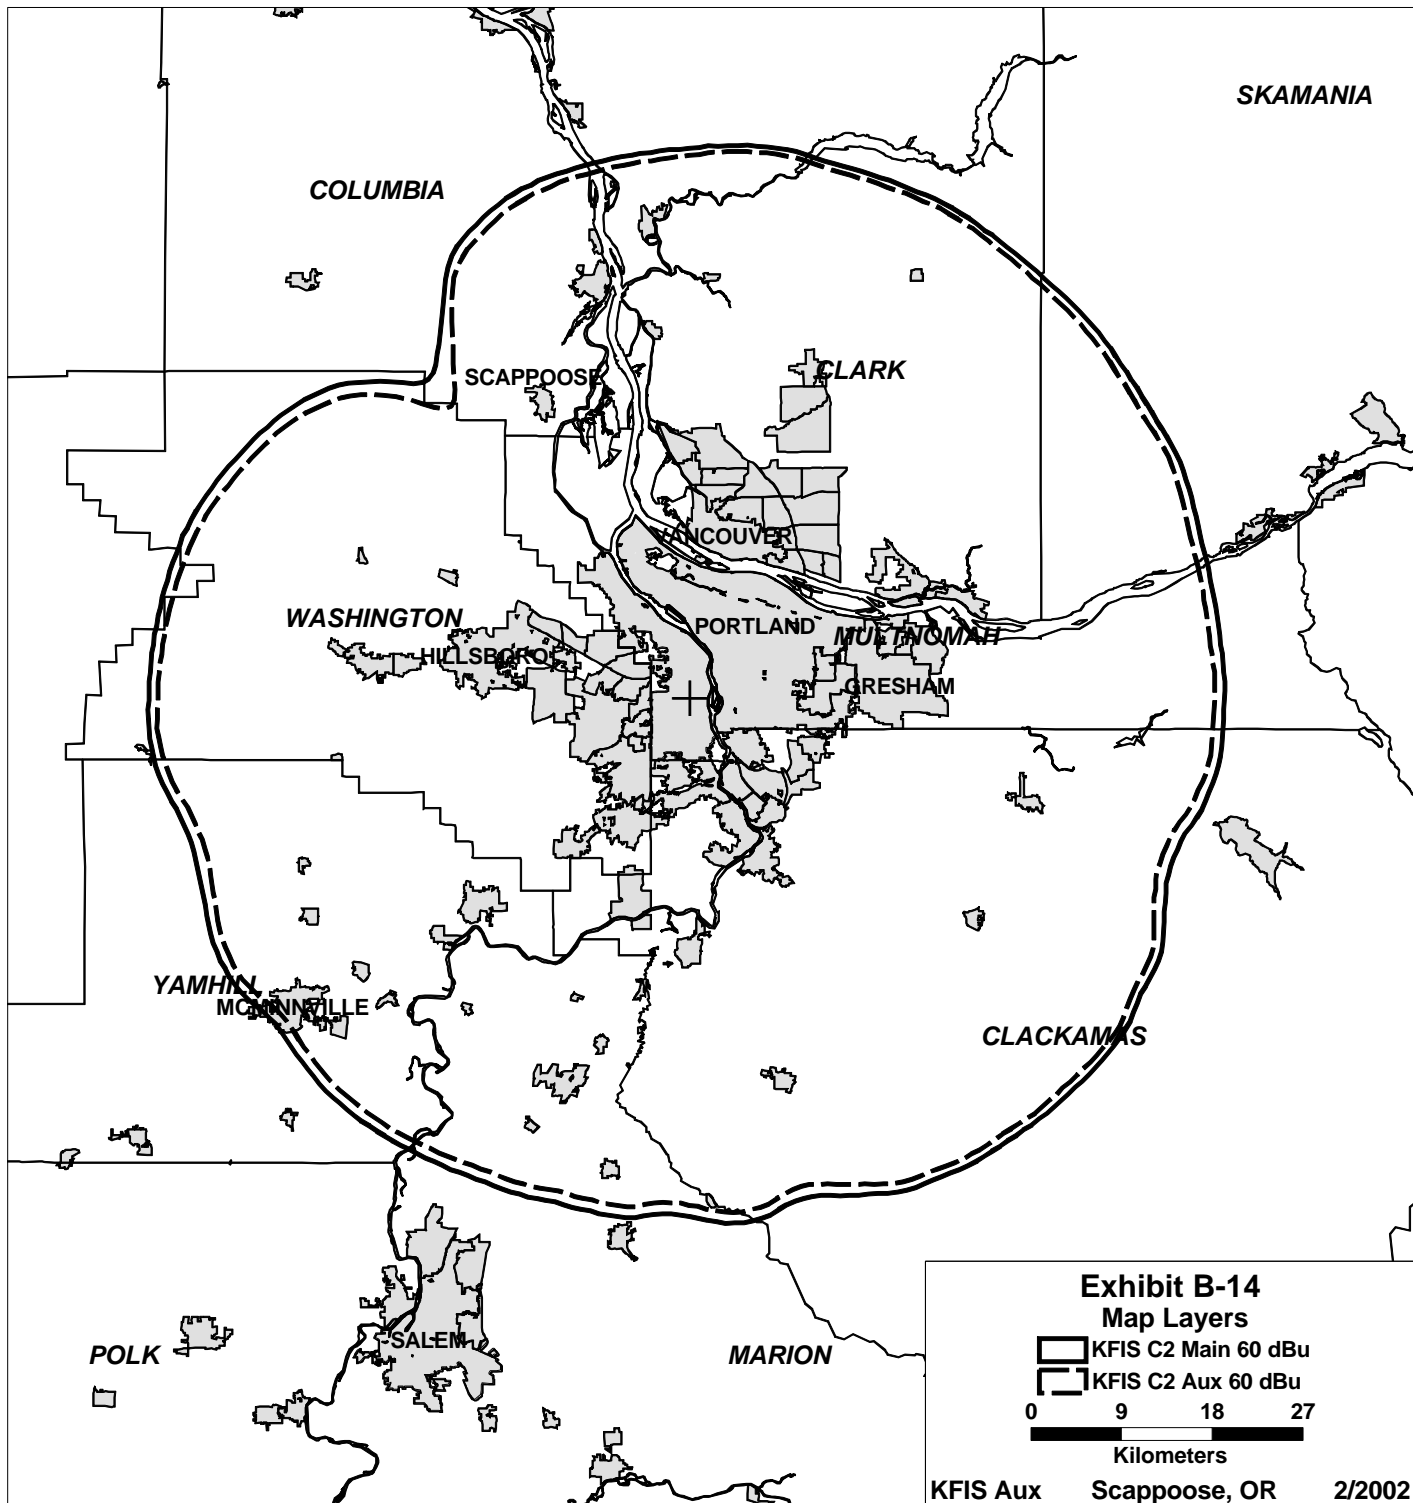 SKAMANIA
COLUMBIA
CLARK
SCAPPOOSE
VANCOUVER
WASHINGTON
PORTLAND
MULTNOMAH
HILLSBORO
GRESHAM
YAMHILL
MCMINNVILLE
CLACKAMAS
SALEM
POLK
MARION
Exhibit B-14
Map Layers
KFIS C2 Main 60 dBu
KFIS C2 Aux 60 dBu
0 9 18 27
Kilometers
KFIS Aux Scappoose, OR 2/2002